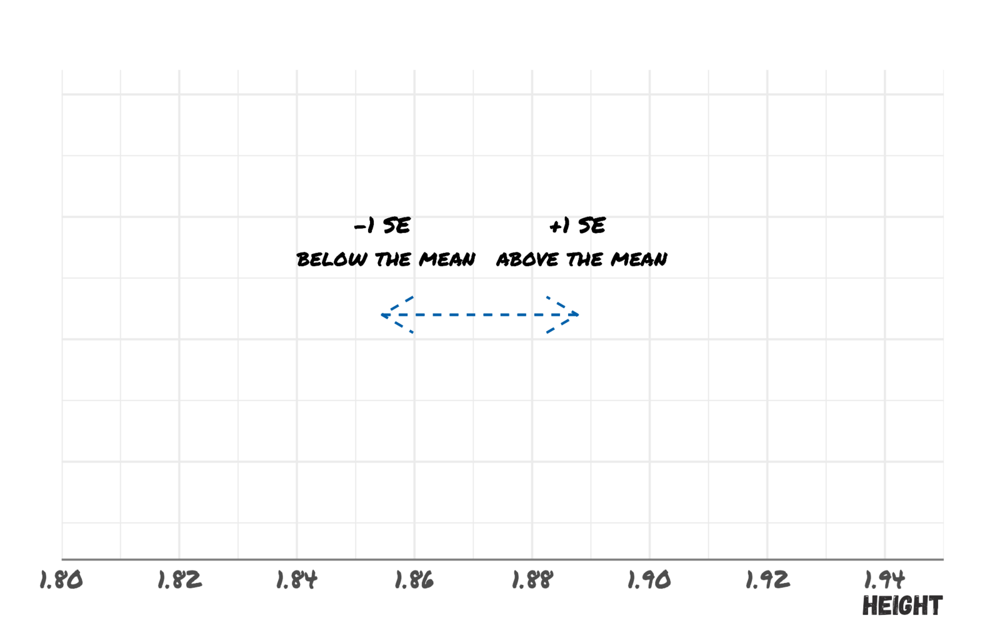 -1 SE
BELOW THE MEAN
+1 SE
ABOVE THE MEAN
1.80 1.82 1.84 1.86 1.88 1.90 1.92 1.94
HEIGHT